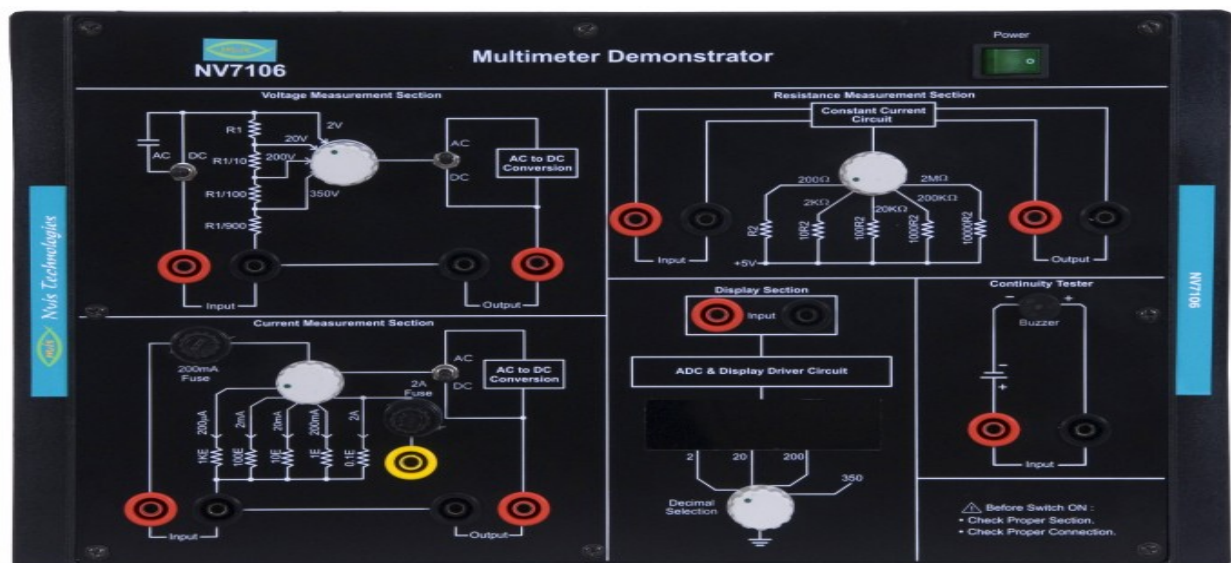 nvis
NV7106
Multimeter Demonstrator
Power
Voltage Measurement Section
R1
R1/10
R1/100
R1/900
2V
20V
200V
350V
AC
DC
AC
DC
AC to DC
Conversion
Input
Output
Resistance Measurement Section
Constant Current
Circuit
200Ω
2KΩ
20KΩ
200KΩ
2MΩ
R2
10R2
100R2
1000R2
10000R2
+5V
Input
Output
Current Measurement Section
200mA
Fuse
2A
Fuse
AC
DC
AC to DC
Conversion
200µA
2mA
20mA
200mA
2A
1KE
100E
10E
1E
0.1E
Input
Output
Display Section
Input
ADC & Display Driver Circuit
2
20
200
350
Decimal
Selection
Continuity Tester
-
+
Buzzer
-
+
Input
⚠ Before Switch ON :
• Check Proper Section.
• Check Proper Connection.
nvis
Nvis Technologies
NV7106